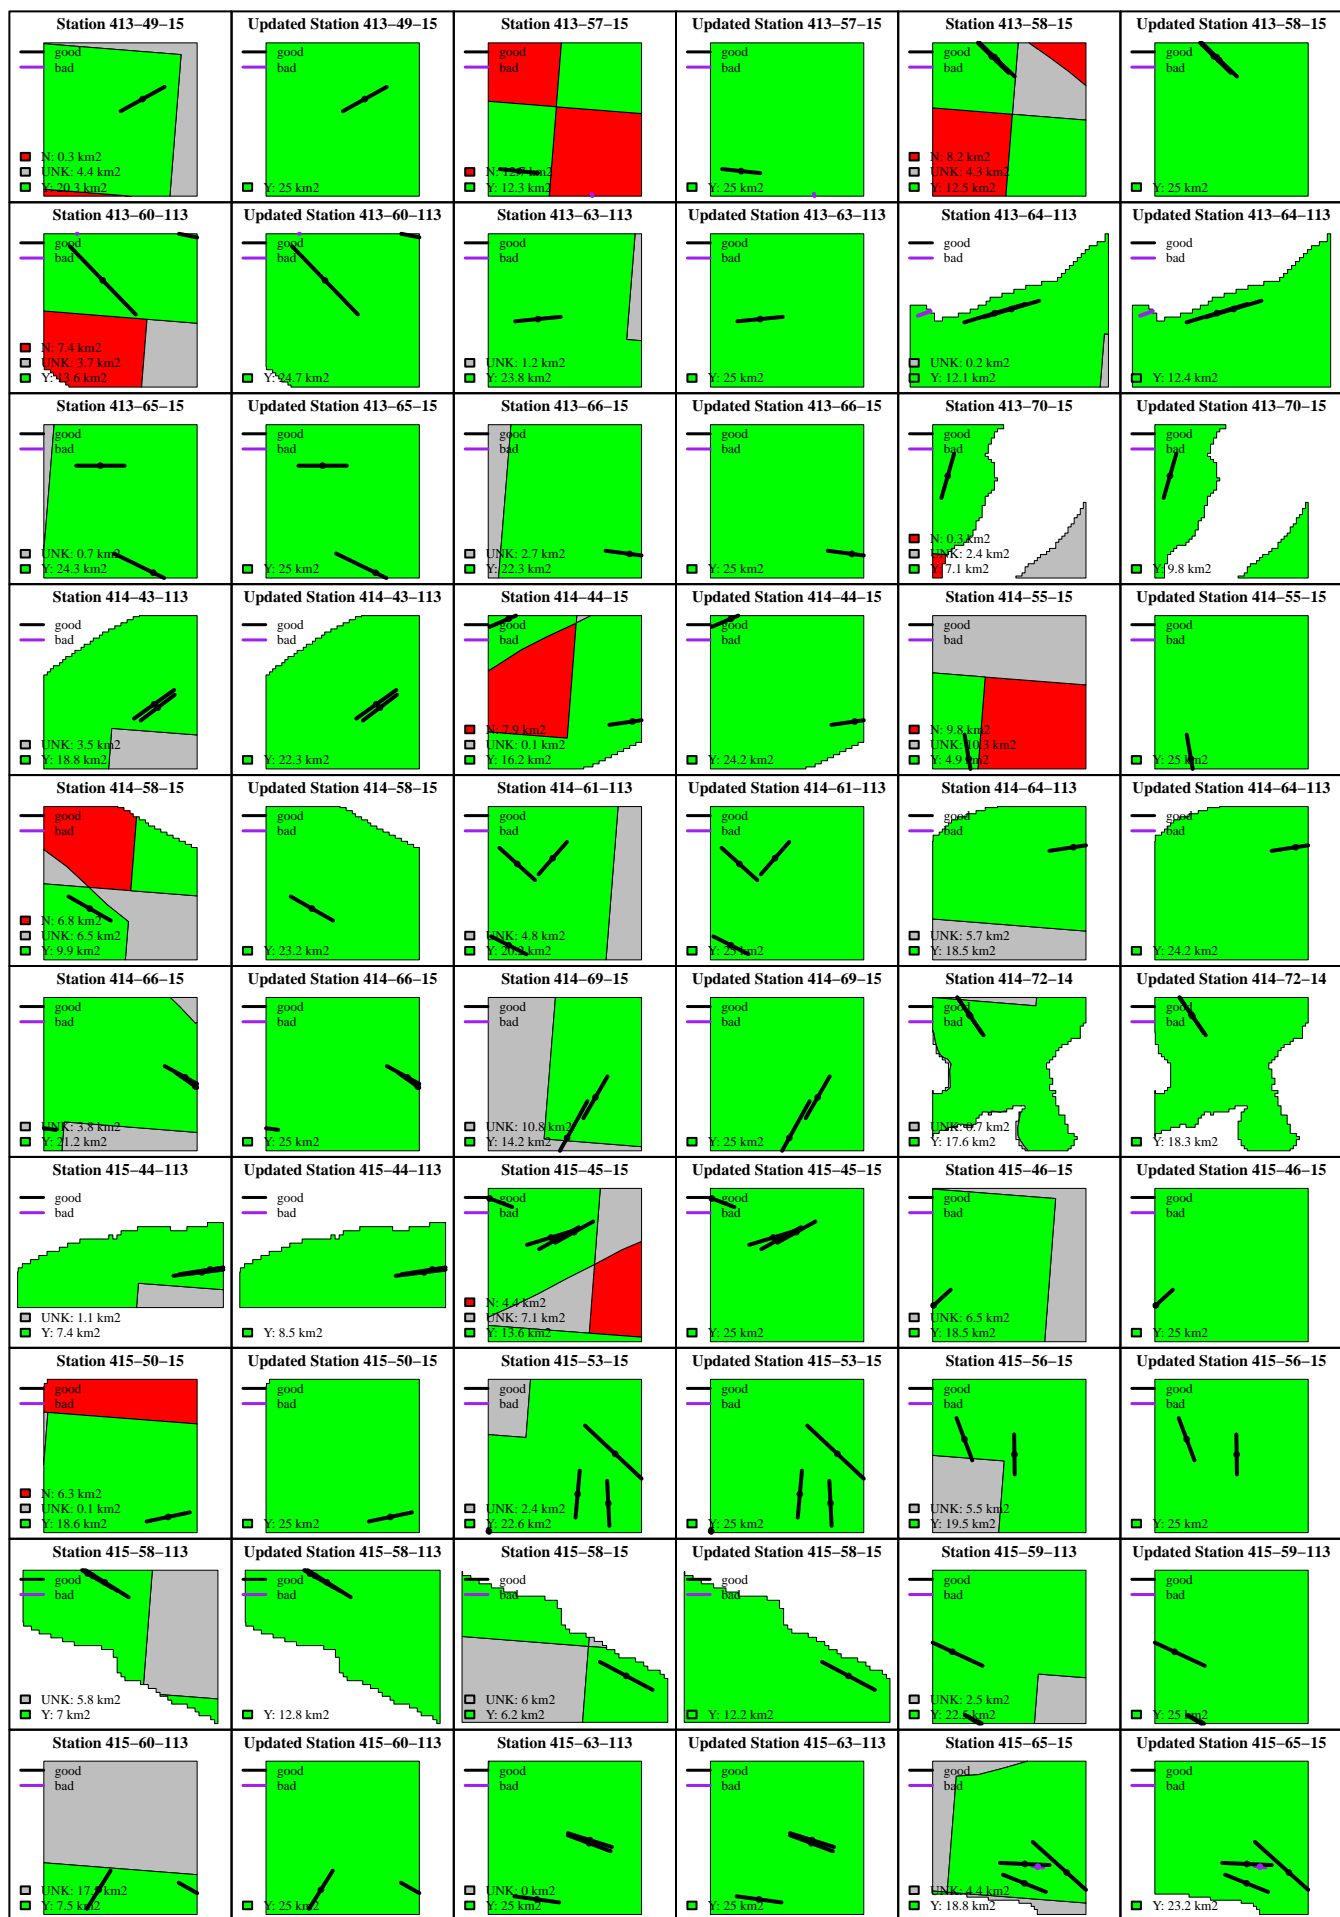 Station 413–49–15
good
bad
N: 0.3 km2
UNK: 4.4 km2
Y: 20.3 km2
Updated Station 413–49–15
good
bad
Y: 25 km2
Station 413–57–15
good
bad
N: 12.7 km2
Y: 12.3 km2
Updated Station 413–57–15
good
bad
Y: 25 km2
Station 413–58–15
good
bad
N: 8.2 km2
UNK: 4.3 km2
Y: 12.5 km2
Updated Station 413–58–15
good
bad
Y: 25 km2
Station 413–60–113
good
bad
N: 7.4 km2
UNK: 3.7 km2
Y: 13.6 km2
Updated Station 413–60–113
good
bad
Y: 24.7 km2
Station 413–63–113
good
bad
UNK: 1.2 km2
Y: 23.8 km2
Updated Station 413–63–113
good
bad
Y: 25 km2
Station 413–64–113
good
bad
UNK: 0.2 km2
Y: 12.1 km2
Updated Station 413–64–113
good
bad
Y: 12.4 km2
Station 413–65–15
good
bad
UNK: 0.7 km2
Y: 24.3 km2
Updated Station 413–65–15
good
bad
Y: 25 km2
Station 413–66–15
good
bad
UNK: 2.7 km2
Y: 22.3 km2
Updated Station 413–66–15
good
bad
Y: 25 km2
Station 413–70–15
good
bad
N: 0.3 km2
UNK: 2.4 km2
Y: 7.1 km2
Updated Station 413–70–15
good
bad
Y: 9.8 km2
Station 414–43–113
good
bad
UNK: 3.5 km2
Y: 18.8 km2
Updated Station 414–43–113
good
bad
Y: 22.3 km2
Station 414–44–15
good
bad
N: 7.9 km2
UNK: 0.1 km2
Y: 16.2 km2
Updated Station 414–44–15
good
bad
Y: 24.2 km2
Station 414–55–15
good
bad
N: 9.8 km2
UNK: 10.3 km2
Y: 4.9 km2
Updated Station 414–55–15
good
bad
Y: 25 km2
Station 414–58–15
good
bad
N: 6.8 km2
UNK: 6.5 km2
Y: 9.9 km2
Updated Station 414–58–15
good
bad
Y: 23.2 km2
Station 414–61–113
good
bad
UNK: 4.8 km2
Y: 20.2 km2
Updated Station 414–61–113
good
bad
Y: 25 km2
Station 414–64–113
good
bad
UNK: 5.7 km2
Y: 18.5 km2
Updated Station 414–64–113
good
bad
Y: 24.2 km2
Station 414–66–15
good
bad
UNK: 3.8 km2
Y: 21.2 km2
Updated Station 414–66–15
good
bad
Y: 25 km2
Station 414–69–15
good
bad
UNK: 10.8 km2
Y: 14.2 km2
Updated Station 414–69–15
good
bad
Y: 25 km2
Station 414–72–14
good
bad
UNK: 0.7 km2
Y: 17.6 km2
Updated Station 414–72–14
good
bad
Y: 18.3 km2
Station 415–44–113
good
bad
UNK: 1.1 km2
Y: 7.4 km2
Updated Station 415–44–113
good
bad
Y: 8.5 km2
Station 415–45–15
good
bad
N: 4.4 km2
UNK: 7.1 km2
Y: 13.6 km2
Updated Station 415–45–15
good
bad
Y: 25 km2
Station 415–46–15
good
bad
UNK: 6.5 km2
Y: 18.5 km2
Updated Station 415–46–15
good
bad
Y: 25 km2
Station 415–50–15
good
bad
N: 6.3 km2
UNK: 0.1 km2
Y: 18.6 km2
Updated Station 415–50–15
good
bad
Y: 25 km2
Station 415–53–15
good
bad
UNK: 2.4 km2
Y: 22.6 km2
Updated Station 415–53–15
good
bad
Y: 25 km2
Station 415–56–15
good
bad
UNK: 5.5 km2
Y: 19.5 km2
Updated Station 415–56–15
good
bad
Y: 25 km2
Station 415–58–113
good
bad
UNK: 5.8 km2
Y: 7 km2
Updated Station 415–58–113
good
bad
Y: 12.8 km2
Station 415–58–15
good
bad
UNK: 6 km2
Y: 6.2 km2
Updated Station 415–58–15
good
bad
Y: 12.2 km2
Station 415–59–113
good
bad
UNK: 2.5 km2
Y: 22.5 km2
Updated Station 415–59–113
good
bad
Y: 25 km2
Station 415–60–113
good
bad
UNK: km2
Y: 7.5 km2
Updated Station 415–60–113
good
bad
Y: 25 km2
Station 415–63–113
good
bad
UNK: 0 km2
Y: 25 km2
Updated Station 415–63–113
good
bad
Y: 25 km2
Station 415–65–15
good
bad
UNK: 4.4 km2
Y: 18.8 km2
Updated Station 415–65–15
good
bad
Y: 23.2 km2